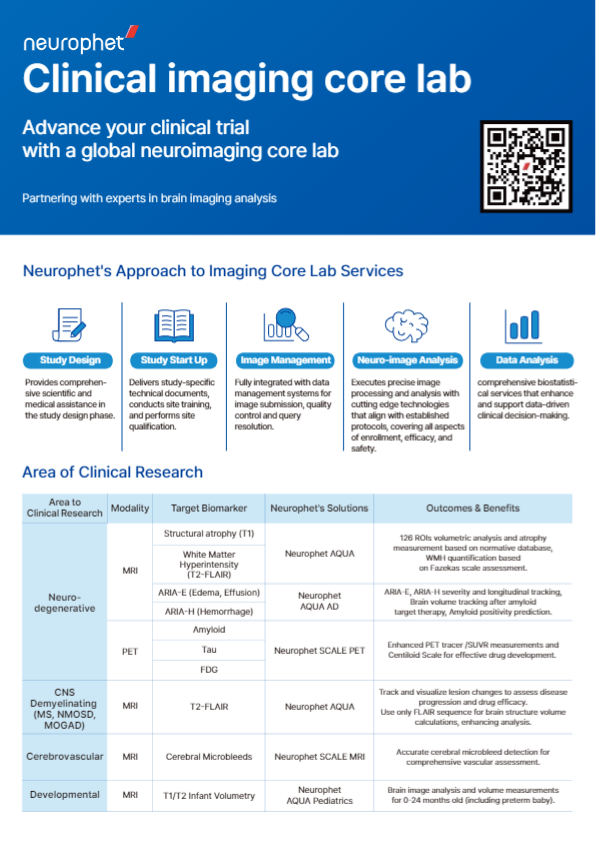 neurophet
Clinical imaging core lab
Advance your clinical trial
with a global neuroimaging core lab
Partnering with experts in brain imaging analysis
Neurophet's Approach to Imaging Core Lab Services
Study Design
Provides comprehen-
sive scientific and
medical assistance in
the study design phase.
Study Start Up
Delivers study-specific
technical documents,
conducts site training,
and performs site
qualification.
Image Management
Fully integrated with data
management systems for
image submission, quality
control and query
resolution.
Neuro-image Analysis
Executes precise image
processing and analysis with
cutting edge technologies
that align with established
protocols, covering all aspects
of enrollment, efficacy, and
safety.
Data Analysis
comprehensive biostatisti-
cal services that enhance
and support data-driven
clinical decision-making.
Area of Clinical Research
Area to
Clinical Research
Modality
Target Biomarker
Neurophet's Solutions
Outcomes & Benefits
Neuro-
degenerative
MRI
Structural atrophy (T1)
White Matter
Hyperintensity
(T2-FLAIR)
Neurophet AQUA
126 ROIs volumetric analysis and atrophy
measurement based on normative database,
WMH quantification based
on Fazekas scale assessment.
ARIA-E (Edema, Effusion)
ARIA-H (Hemorrhage)
Neurophet
AQUA AD
ARIA-E, ARIA-H severity and longitudinal tracking,
Brain volume tracking after amyloid
target therapy, Amyloid positivity prediction.
PET
Amyloid
Tau
FDG
Neurophet SCALE PET
Enhanced PET tracer /SUVR measurements and
Centiloid Scale for effective drug development.
CNS
Demyelinating
(MS, NMOSD,
MOGAD)
MRI
T2-FLAIR
Neurophet AQUA
Track and visualize lesion changes to assess disease
progression and drug efficacy.
Use only FLAIR sequence for brain structure volume
calculations, enhancing analysis.
Cerebrovascular
MRI
Cerebral Microbleeds
Neurophet SCALE MRI
Accurate cerebral microbleed detection for
comprehensive vascular assessment.
Developmental
MRI
T1/T2 Infant Volumetry
Neurophet
AQUA Pediatrics
Brain image analysis and volume measurements
for 0-24 months old (including preterm baby).